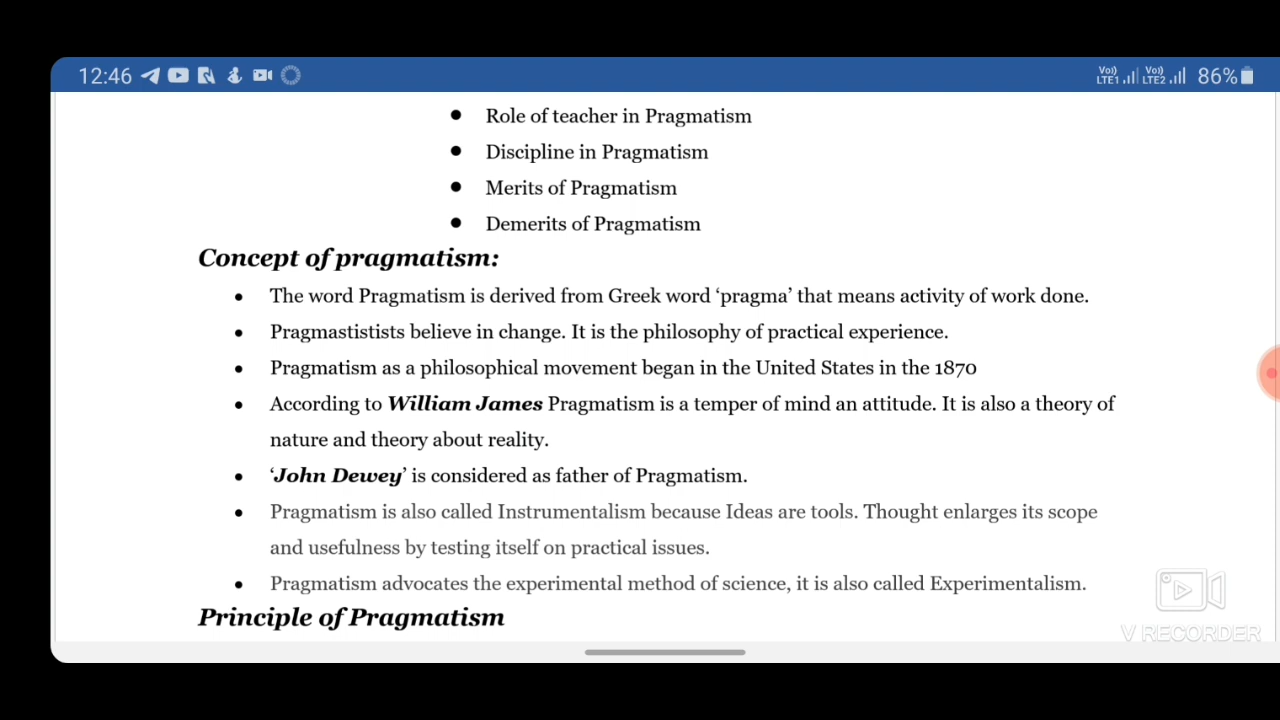 12:46 Vo) LTE1 Vo) LTE2 86%
● Role of teacher in Pragmatism
● Discipline in Pragmatism
● Merits of Pragmatism
● Demerits of Pragmatism
Concept of pragmatism:
● The word Pragmatism is derived from Greek word ‘pragma’ that means activity of work done.
● Pragmastitists believe in change. It is the philosophy of practical experience.
● Pragmatism as a philosophical movement began in the United States in the 1870
● According to William James Pragmatism is a temper of mind an attitude. It is also a theory of
nature and theory about reality.
● ‘John Dewey’ is considered as father of Pragmatism.
● Pragmatism is also called Instrumentalism because Ideas are tools. Thought enlarges its scope
and usefulness by testing itself on practical issues.
● Pragmatism advocates the experimental method of science, it is also called Experimentalism.
Principle of Pragmatism
V RECORDER